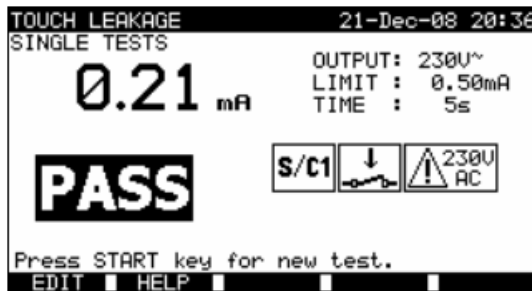 TOUCH LEAKAGE 21-Dec-08 20:36
SINGLE TESTS
0.21 mA
OUTPUT: 230V~
LIMIT : 0.50mA
TIME : 5s
PASS
S/C1
230V
AC
Press START key for new test.
EDIT HELP